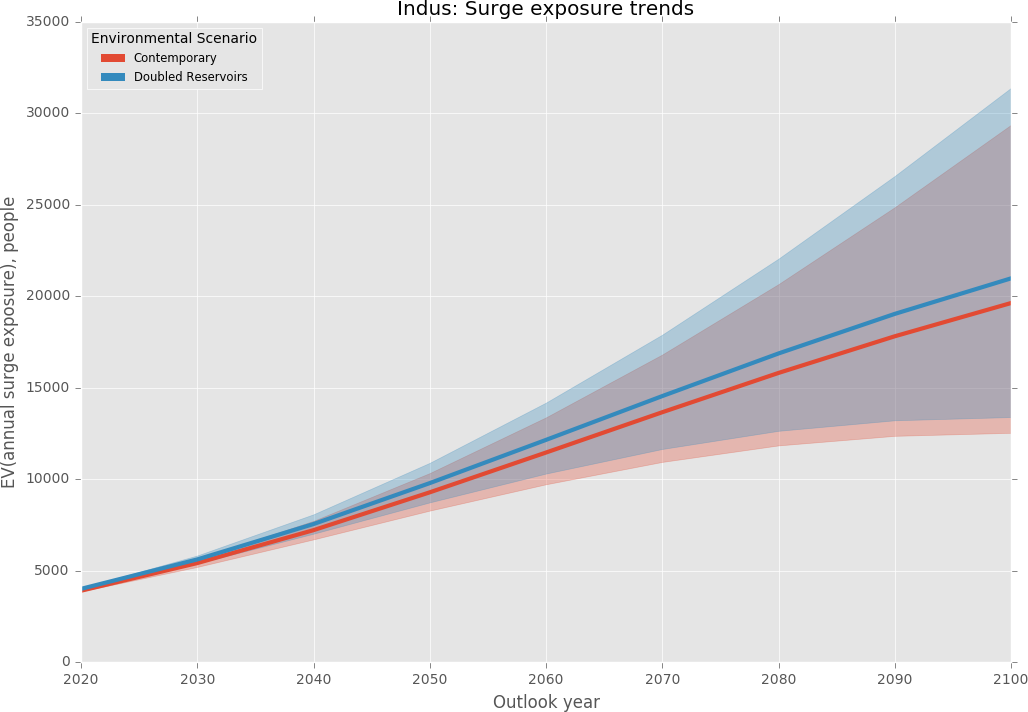 Indus: Surge exposure trends
35000
30000
25000
20000
15000
10000
5000
0
EV(annual surge exposure), people
Environmental Scenario
Contemporary
Doubled Reservoirs
2020 2030 2040 2050 2060 2070 2080 2090 2100
Outlook year